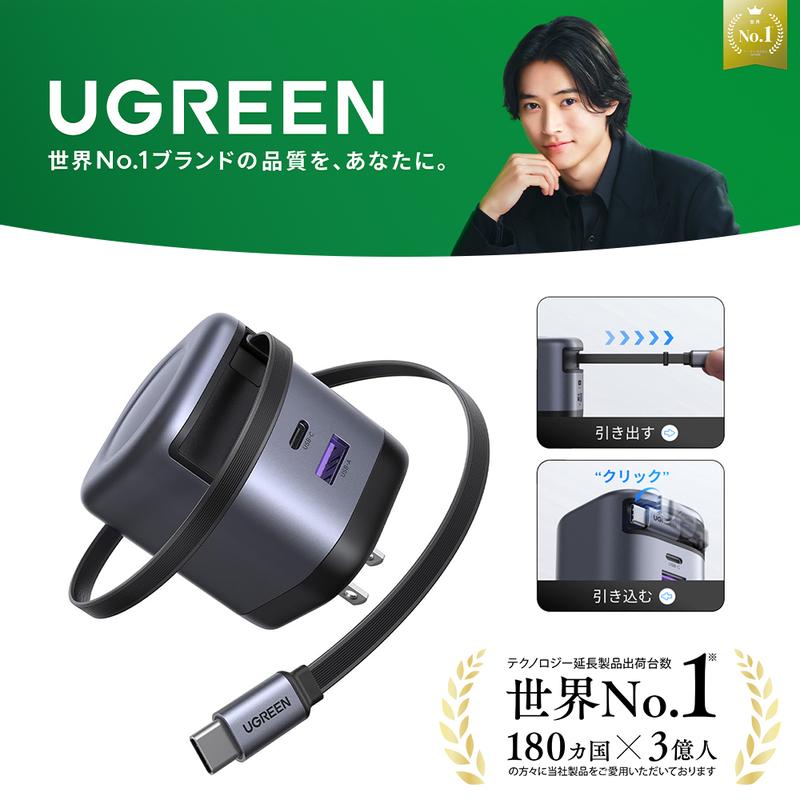 世界
No.1
UGREEN
世界No.1ブランドの品質を、あなたに。
USB-C
USB-A
引き出す
“クリック”
USB-C
引き込む
UGREEN
テクノロジー延長製品出荷台数
世界No.1※
180カ国×3億人
の方々に当社製品をご愛用いただいております